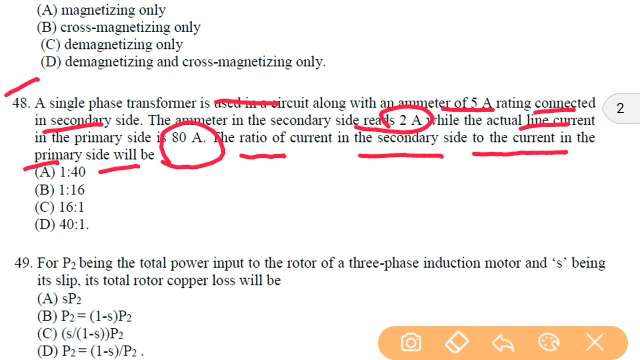 (A) magnetizing only
(B) cross-magnetizing only
(C) demagnetizing only
(D) demagnetizing and cross-magnetizing only.
48. A single phase transformer is used in a circuit along with an ammeter of 5 A rating connected
in secondary side. The ammeter in the secondary side reads 2 A while the actual line current
in the primary side is 80 A. The ratio of current in the secondary side to the current in the
primary side will be
(A) 1:40
(B) 1:16
(C) 16:1
(D) 40:1.
2
49. For P2 being the total power input to the rotor of a three-phase induction motor and ‘s’ being
its slip, its total rotor copper loss will be
(A) sP2
(B) P2 = (1-s)P2
(C) (s/(1-s))P2
(D) P2 = (1-s)/P2 .